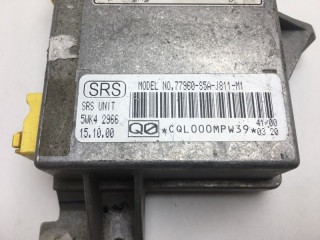 SRS
MODEL NO.77960-S5A-J811-M1
SRS UNIT
5WK4 2966
15.10.00
Q0 *CQL000MPW39*
41-00
03 20